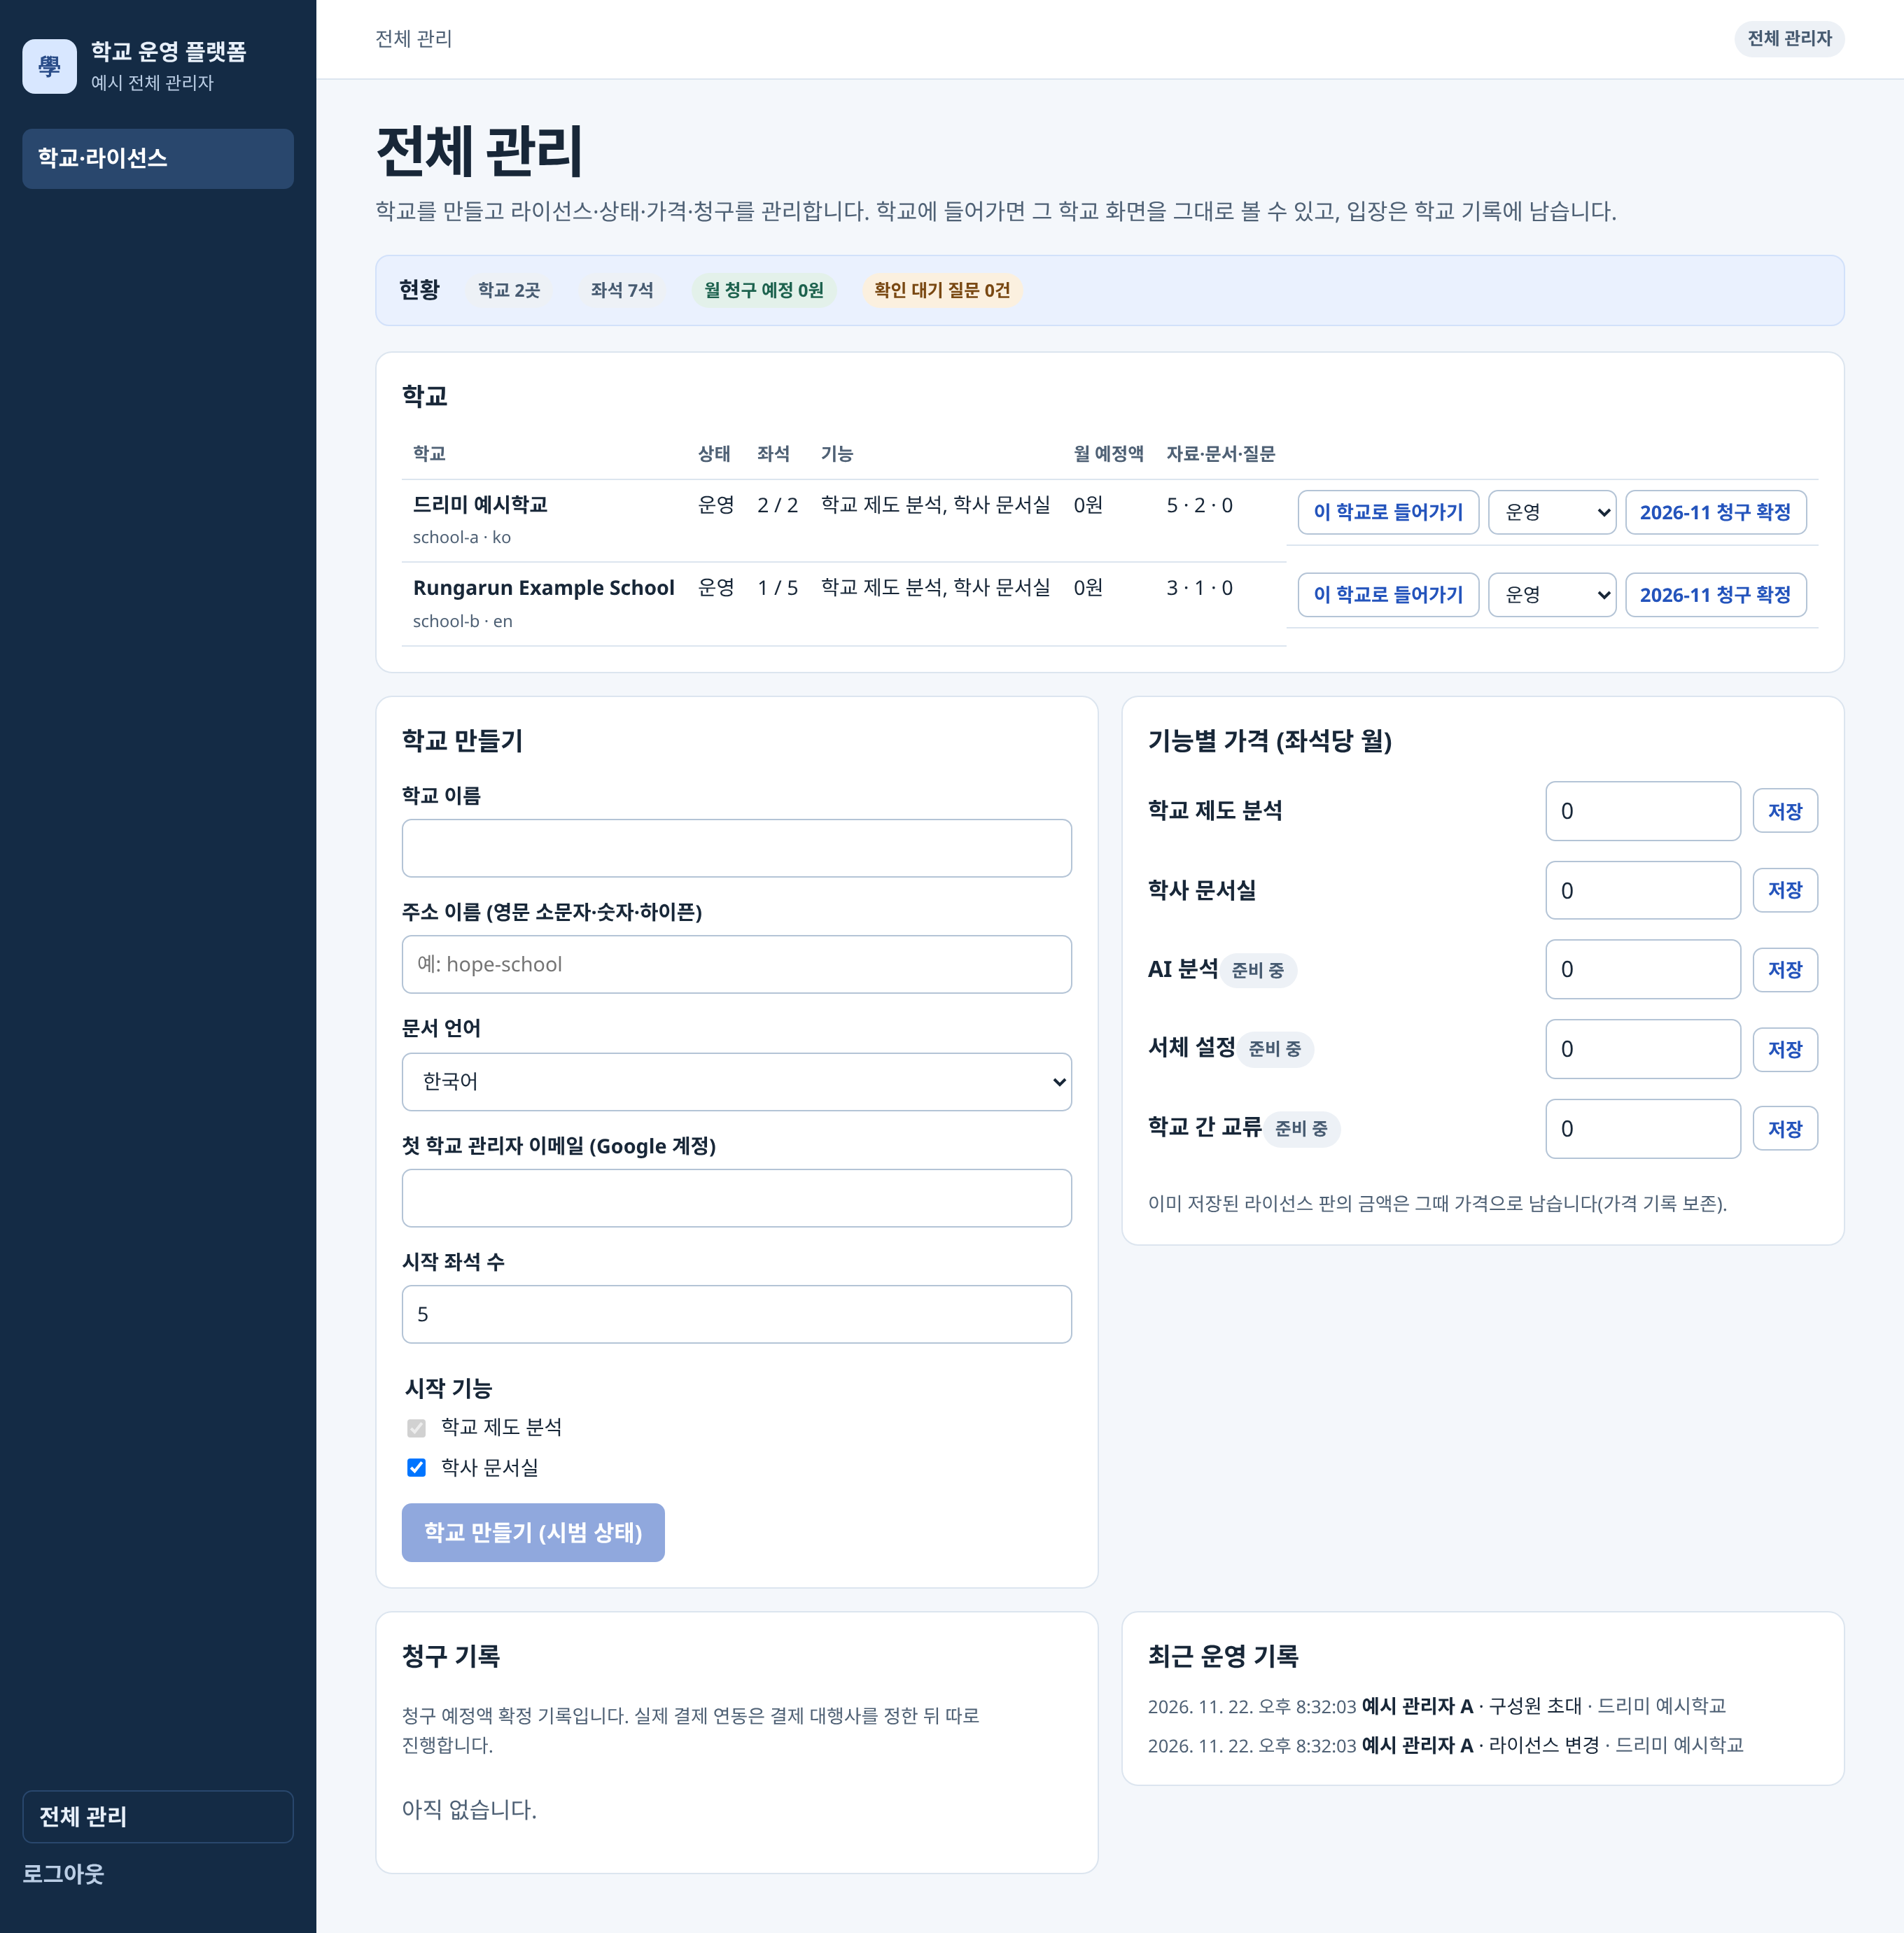 學
학교 운영 플랫폼
예시 전체 관리자
학교·라이선스
전체 관리
로그아웃
전체 관리
전체 관리자
전체 관리
학교를 만들고 라이선스·상태·가격·청구를 관리합니다. 학교에 들어가면 그 학교 화면을 그대로 볼 수 있고, 입장은 학교 기록에 남습니다.
현황 학교 2곳 좌석 7석 월 청구 예정 0원 확인 대기 질문 0건
학교
학교 상태 좌석 기능 월 예정액 자료·문서·질문
드리미 예시학교 운영 2 / 2 학교 제도 분석, 학사 문서실 0원 5 · 2 · 0 이 학교로 들어가기 운영 2026-11 청구 확정
school-a · ko
Rungarun Example School 운영 1 / 5 학교 제도 분석, 학사 문서실 0원 3 · 1 · 0 이 학교로 들어가기 운영 2026-11 청구 확정
school-b · en
학교 만들기
학교 이름
주소 이름 (영문 소문자·숫자·하이픈)
예: hope-school
문서 언어
한국어
첫 학교 관리자 이메일 (Google 계정)
시작 좌석 수
5
시작 기능
학교 제도 분석
학사 문서실
학교 만들기 (시범 상태)
기능별 가격 (좌석당 월)
학교 제도 분석 0 저장
학사 문서실 0 저장
AI 분석 준비 중 0 저장
서체 설정 준비 중 0 저장
학교 간 교류 준비 중 0 저장
이미 저장된 라이선스 판의 금액은 그때 가격으로 남습니다(가격 기록 보존).
청구 기록
청구 예정액 확정 기록입니다. 실제 결제 연동은 결제 대행사를 정한 뒤 따로
진행합니다.
아직 없습니다.
최근 운영 기록
2026. 11. 22. 오후 8:32:03 예시 관리자 A · 구성원 초대 · 드리미 예시학교
2026. 11. 22. 오후 8:32:03 예시 관리자 A · 라이선스 변경 · 드리미 예시학교